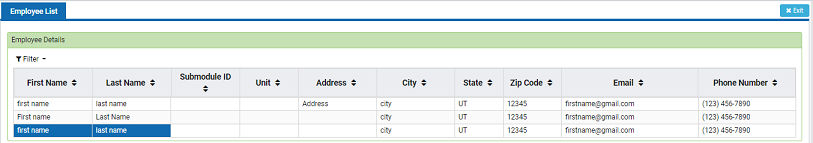 Employee List
Exit
Employee Details
Filter
First Name Last Name Submodule ID Unit Address City State Zip Code Email Phone Number
first name last name Address city UT 12345 firstname@gmail.com (123) 456-7890
First name Last Name city UT 12345 firstname@gmail.com (123) 456-7890
first name last name city UT 12345 firstname@gmail.com (123) 456-7890